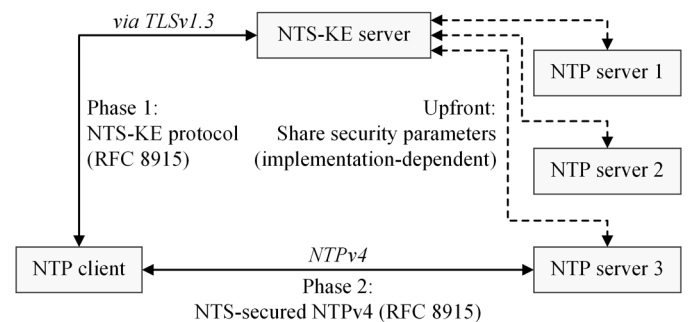 via TLSv1.3
NTS-KE server
NTP server 1
Phase 1:
NTS-KE protocol
(RFC 8915)
Upfront:
Share security parameters
(implementation-dependent)
NTP server 2
NTP client
NTPv4
NTP server 3
Phase 2:
NTS-secured NTPv4 (RFC 8915)